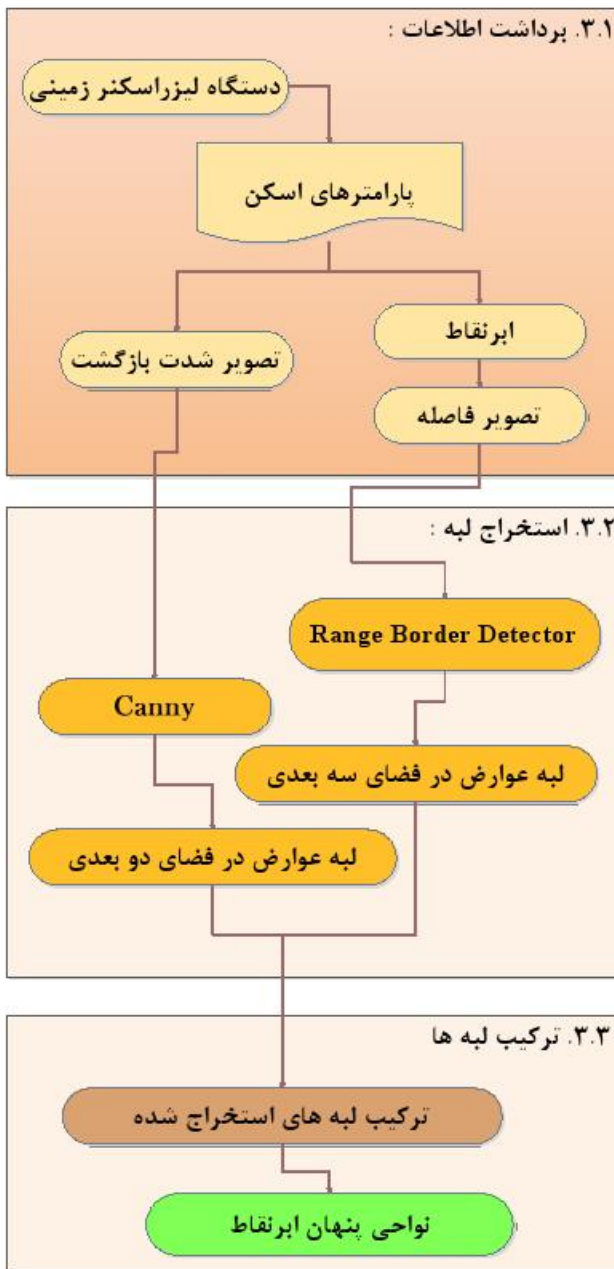 ۳.۱. برداشت اطلاعات :
دستگاه لیزراسکنر زمینی
پارامترهای اسکن
ابرنقاط
تصویر شدت بازگشت
تصویر فاصله
۳.۲. استخراج لبه :
Range Border Detector
Canny
لبه عوارض در فضای سه بعدی
لبه عوارض در فضای دو بعدی
۳.۳. ترکیب لبه ها
ترکیب لبه های استخراج شده
نواحی پنهان ابرنقاط